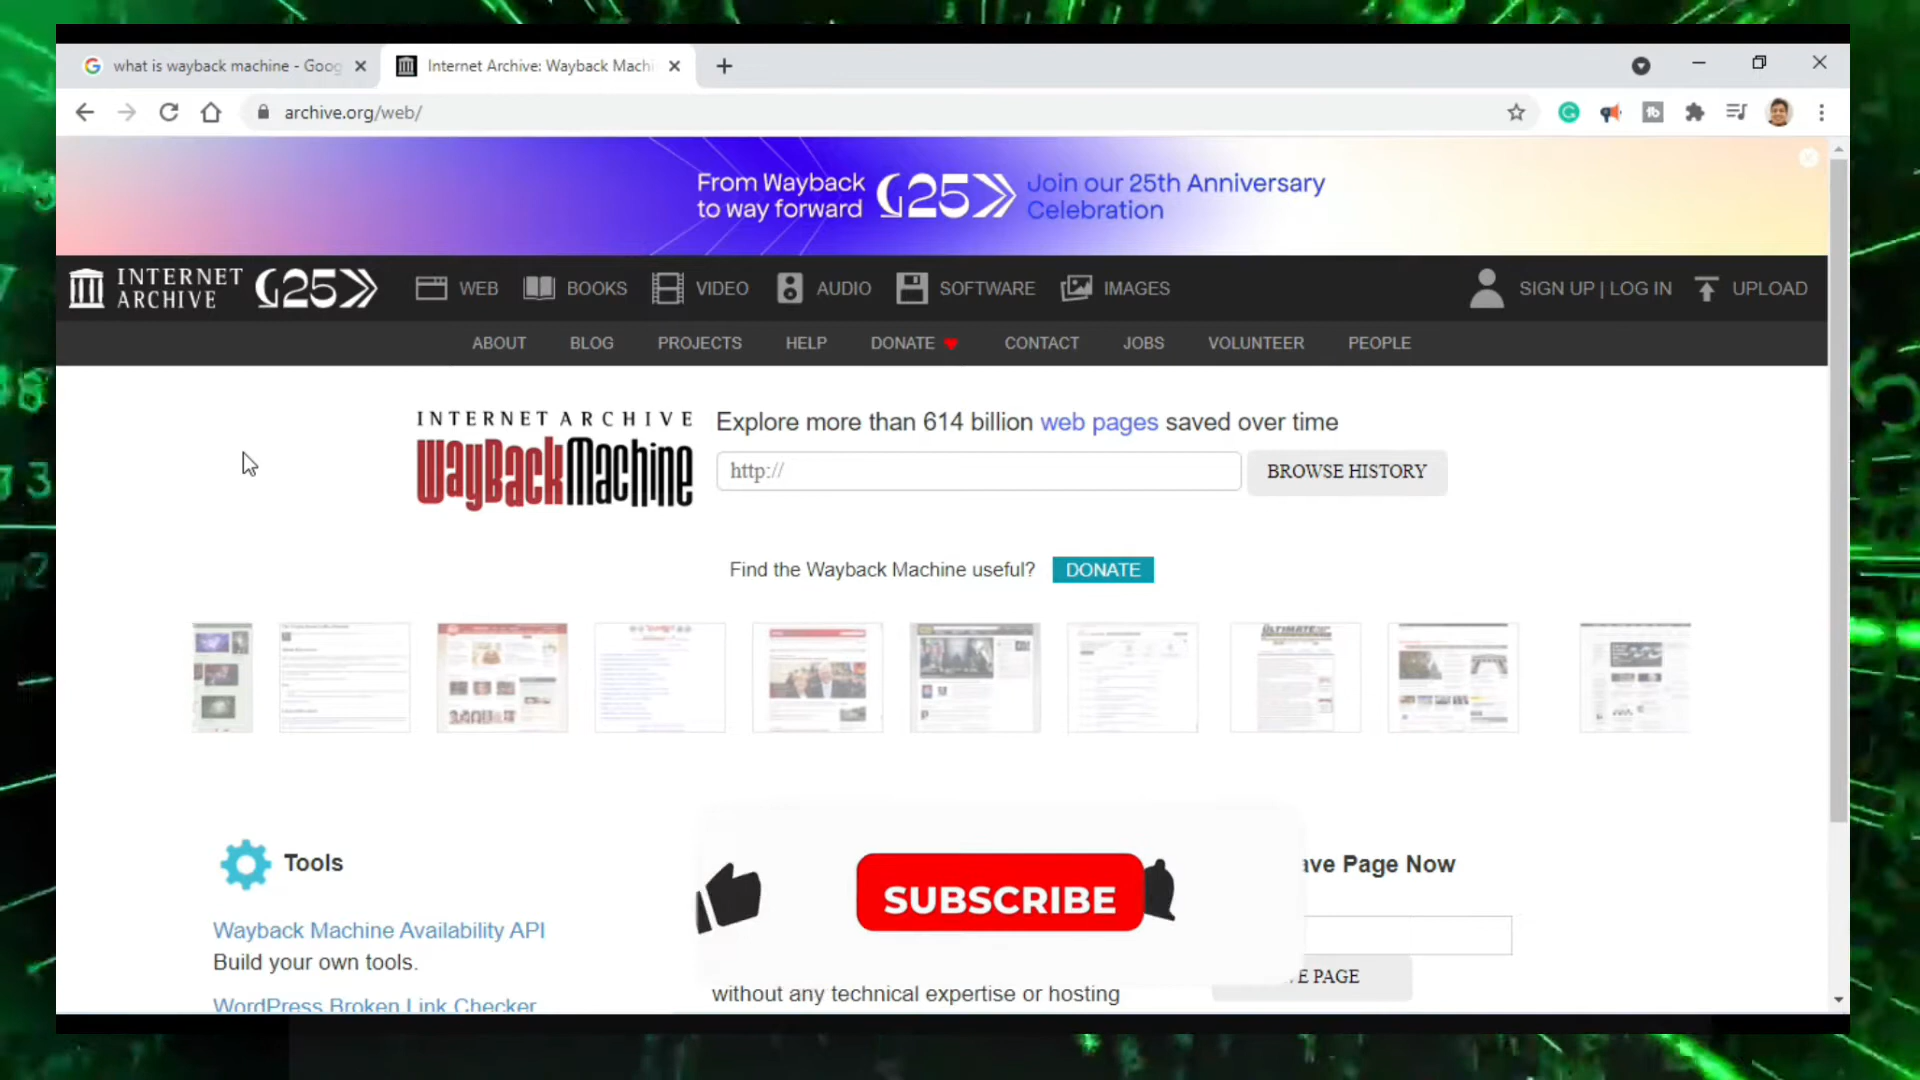 what is wayback machine - Goog
Internet Archive: Wayback Machi
archive.org/web/
From Wayback
to way forward
25
Join our 25th Anniversary
Celebration
INTERNET
ARCHIVE
25
WEB
BOOKS
VIDEO
AUDIO
SOFTWARE
IMAGES
SIGN UP | LOG IN
UPLOAD
ABOUT
BLOG
PROJECTS
HELP
DONATE
CONTACT
JOBS
VOLUNTEER
PEOPLE
INTERNET ARCHIVE
WayBackMachine
Explore more than 614 billion web pages saved over time
http://
BROWSE HISTORY
Find the Wayback Machine useful?
DONATE
ULTIMATE
Tools
SUBSCRIBE
ave Page Now
Wayback Machine Availability API
Build your own tools.
E PAGE
without any technical expertise or hosting
WordPress Broken Link Checker